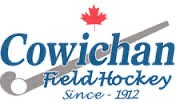 Cowichan
Field Hockey
Since - 1912